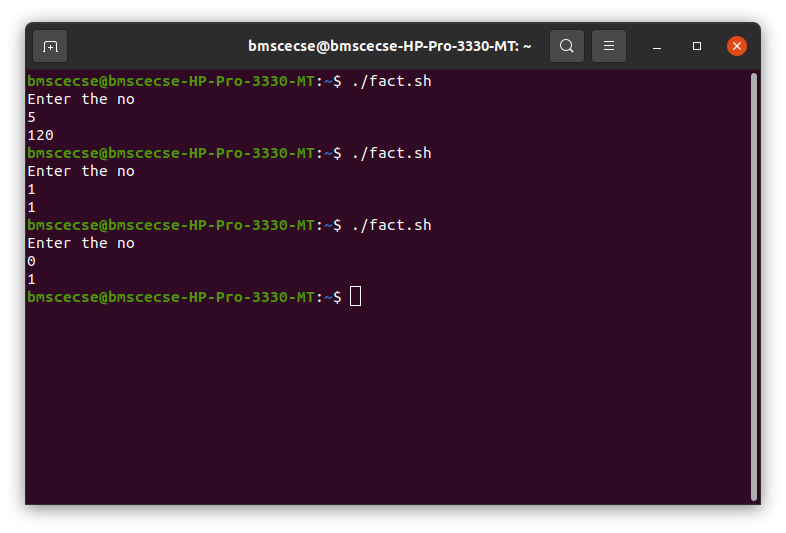 bmscecse@bmscecse-HP-Pro-3330-MT: ~
bmscecse@bmscecse-HP-Pro-3330-MT:~$ ./fact.sh
Enter the no
5
120
bmscecse@bmscecse-HP-Pro-3330-MT:~$ ./fact.sh
Enter the no
1
1
bmscecse@bmscecse-HP-Pro-3330-MT:~$ ./fact.sh
Enter the no
0
1
bmscecse@bmscecse-HP-Pro-3330-MT:~$